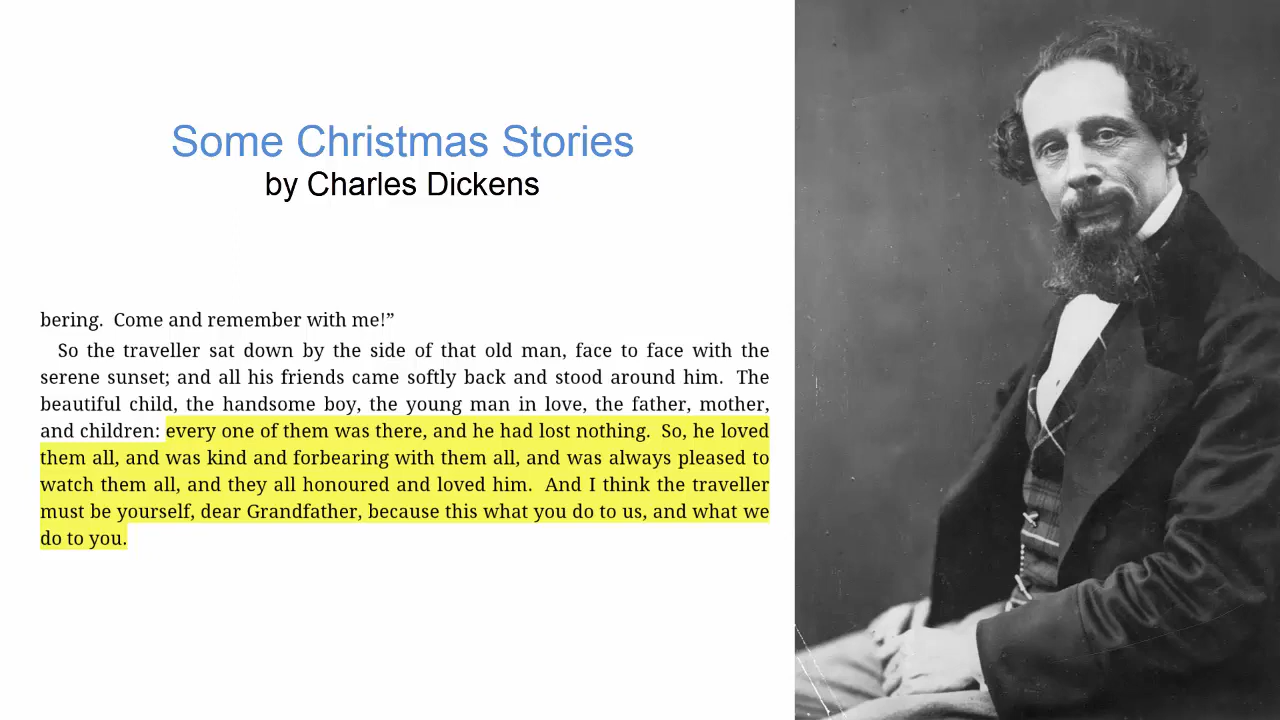 Some Christmas Stories
by Charles Dickens
bering. Come and remember with me!”
So the traveller sat down by the side of that old man, face to face with the
serene sunset; and all his friends came softly back and stood around him. The
beautiful child, the handsome boy, the young man in love, the father, mother,
and children: every one of them was there, and he had lost nothing. So, he loved
them all, and was kind and forbearing with them all, and was always pleased to
watch them all, and they all honoured and loved him. And I think the traveller
must be yourself, dear Grandfather, because this what you do to us, and what we
do to you.